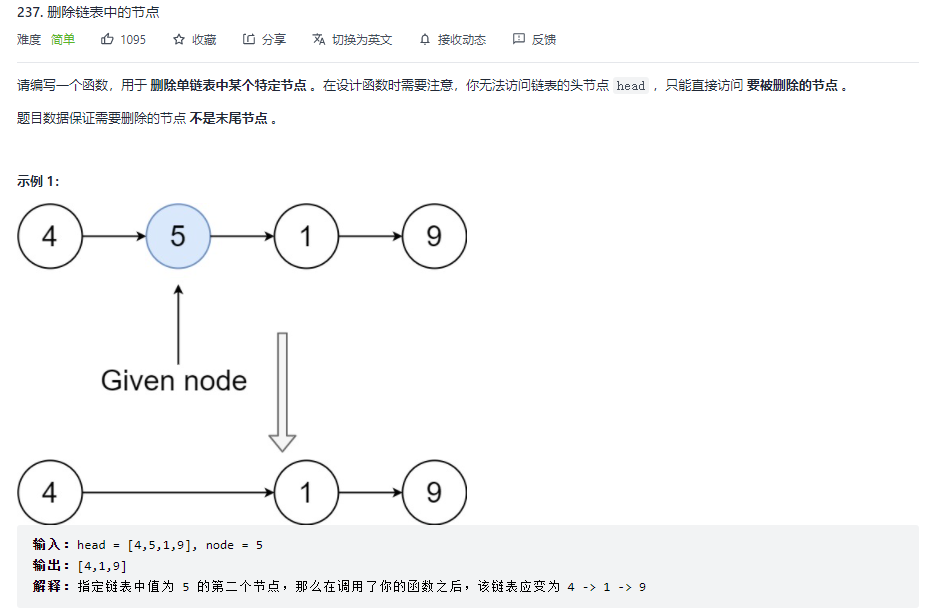 237. 删除链表中的节点
难度 简单 1095 收藏 分享 切换为英文 接收动态 反馈
请编写一个函数，用于 删除单链表中某个特定节点 。在设计函数时需要注意，你无法访问链表的头节点 head ，只能直接访问 要被删除的节点 。
题目数据保证需要删除的节点 不是末尾节点 。
示例 1：
4 5 1 9
Given node
4 1 9
输入：head = [4,5,1,9], node = 5
输出：[4,1,9]
解释：指定链表中值为 5 的第二个节点，那么在调用了你的函数之后，该链表应变为 4 -> 1 -> 9